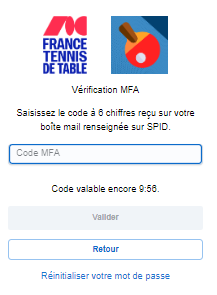 FRANCE
TENNIS
DE TABLE
Vérification MFA
Saisissez le code à 6 chiffres reçu sur votre
boîte mail renseignée sur SPID.
Code MFA
Code valable encore 9:56.
Valider
Retour
Réinitialiser votre mot de passe